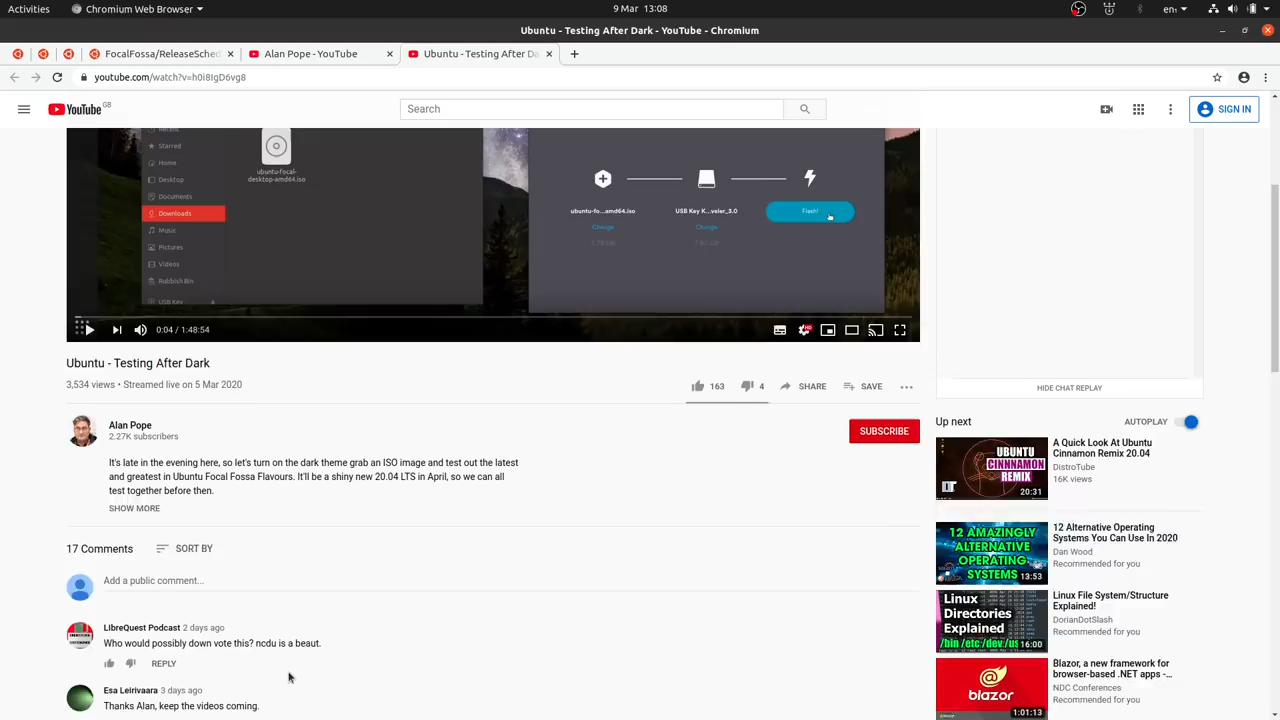 Activities
Chromium Web Browser
9 Mar 13:08
en
Ubuntu - Testing After Dark - YouTube - Chromium
FocalFossa/ReleaseSched
Alan Pope - YouTube
Ubuntu - Testing After Da
youtube.com/watch?v=h0i8IgD6vg8
YouTube GB
Search
SIGN IN
Recent
Starred
Home
Desktop
Documents
Downloads
Music
Pictures
Videos
Rubbish Bin
USB Key
ubuntu-focal-
desktop-amd64.iso
ubuntu-fo...amd64.iso
Change
USB Key K...veler_3.0
Change
Flash!
0:04 / 1:48:54
HD
Ubuntu - Testing After Dark
3,534 views • Streamed live on 5 Mar 2020
163
4
SHARE
SAVE
Alan Pope
2.27K subscribers
SUBSCRIBE
It's late in the evening here, so let's turn on the dark theme grab an ISO image and test out the latest
and greatest in Ubuntu Focal Fossa Flavours. It'll be a shiny new 20.04 LTS in April, so we can all
test together before then.
SHOW MORE
17 Comments
SORT BY
Add a public comment...
LIbreQuest Podcast 2 days ago
Who would possibly down vote this? ncdu is a beaut.
REPLY
Esa Leirivaara 3 days ago
Thanks Alan, keep the videos coming.
HIDE CHAT REPLAY
Up next
AUTOPLAY
UBUNTU
CINNNAMON
REMIX
DT
20:31
A Quick Look At Ubuntu
Cinnamon Remix 20.04
DistroTube
16K views
12 AMAZINGLY
ALTERNATIVE
OPERATING
SYSTEMS
13:53
12 Alternative Operating
Systems You Can Use In 2020
Dan Wood
Recommended for you
Linux
Directories
Explained
/bin /etc /dev /us
16:00
Linux File System/Structure
Explained!
DorianDotSlash
Recommended for you
blazor
1:01:13
Blazor, a new framework for
browser-based .NET apps -...
NDC Conferences
Recommended for you